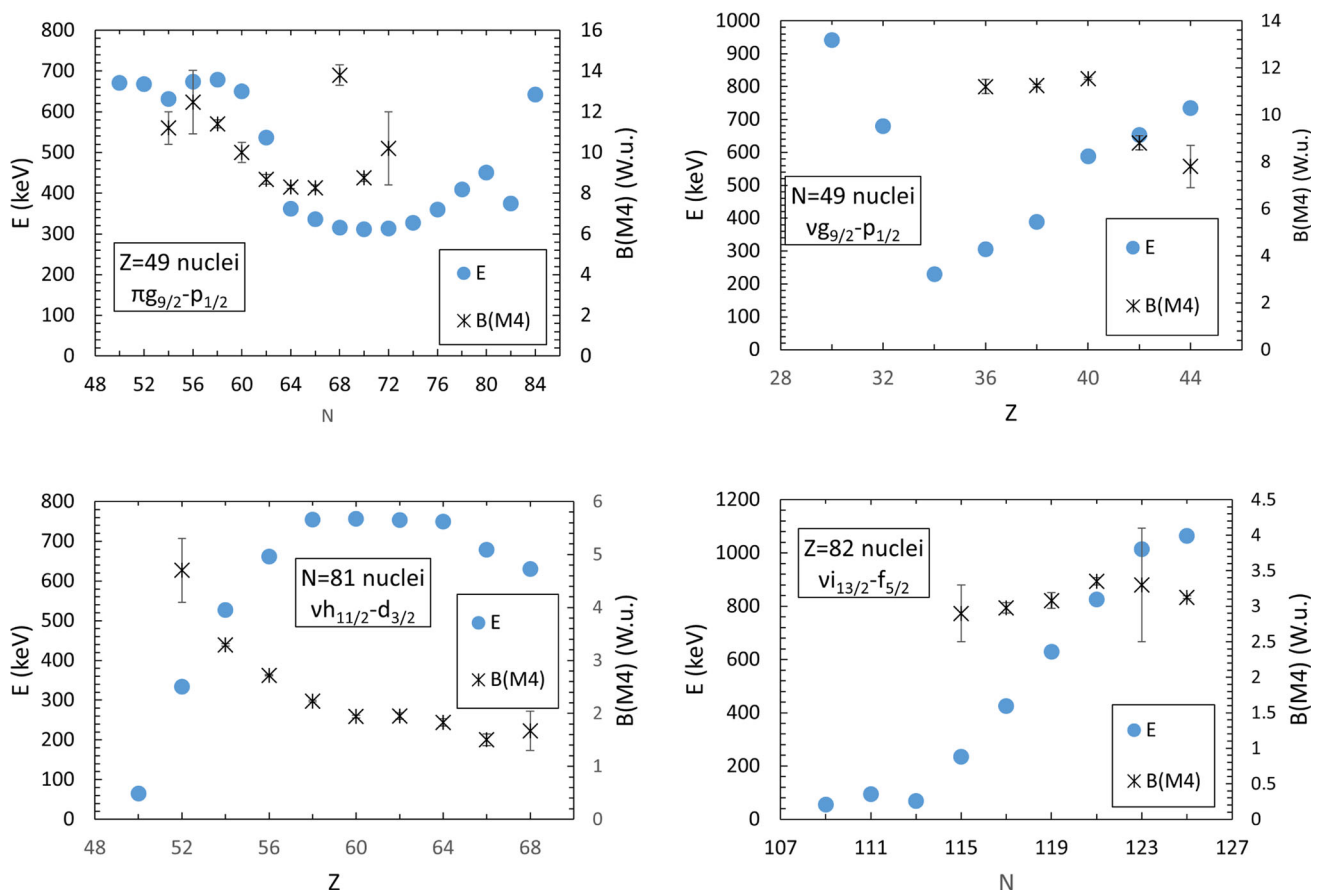 800
700
600
500
400
300
200
100
0
E (keV)
16
14
12
10
8
6
4
2
0
B(M4) (W.u.)
Z=49 nuclei
πg9/2-p1/2
E
B(M4)
48 52 56 60 64 68 72 76 80 84
N
1000
900
800
700
600
500
400
300
200
100
0
E (keV)
14
12
10
8
6
4
2
0
B(M4) (W.u.)
N=49 nuclei
νg9/2-p1/2
E
B(M4)
28 32 36 40 44
Z
800
700
600
500
400
300
200
100
0
E (keV)
6
5
4
3
2
1
0
B(M4) (W.u.)
N=81 nuclei
νh11/2-d3/2
E
B(M4)
48 52 56 60 64 68
Z
1200
1000
800
600
400
200
0
E (keV)
4.5
4
3.5
3
2.5
2
1.5
1
0.5
0
B(M4) (W.u.)
Z=82 nuclei
νi13/2-f5/2
E
B(M4)
107 111 115 119 123 127
N